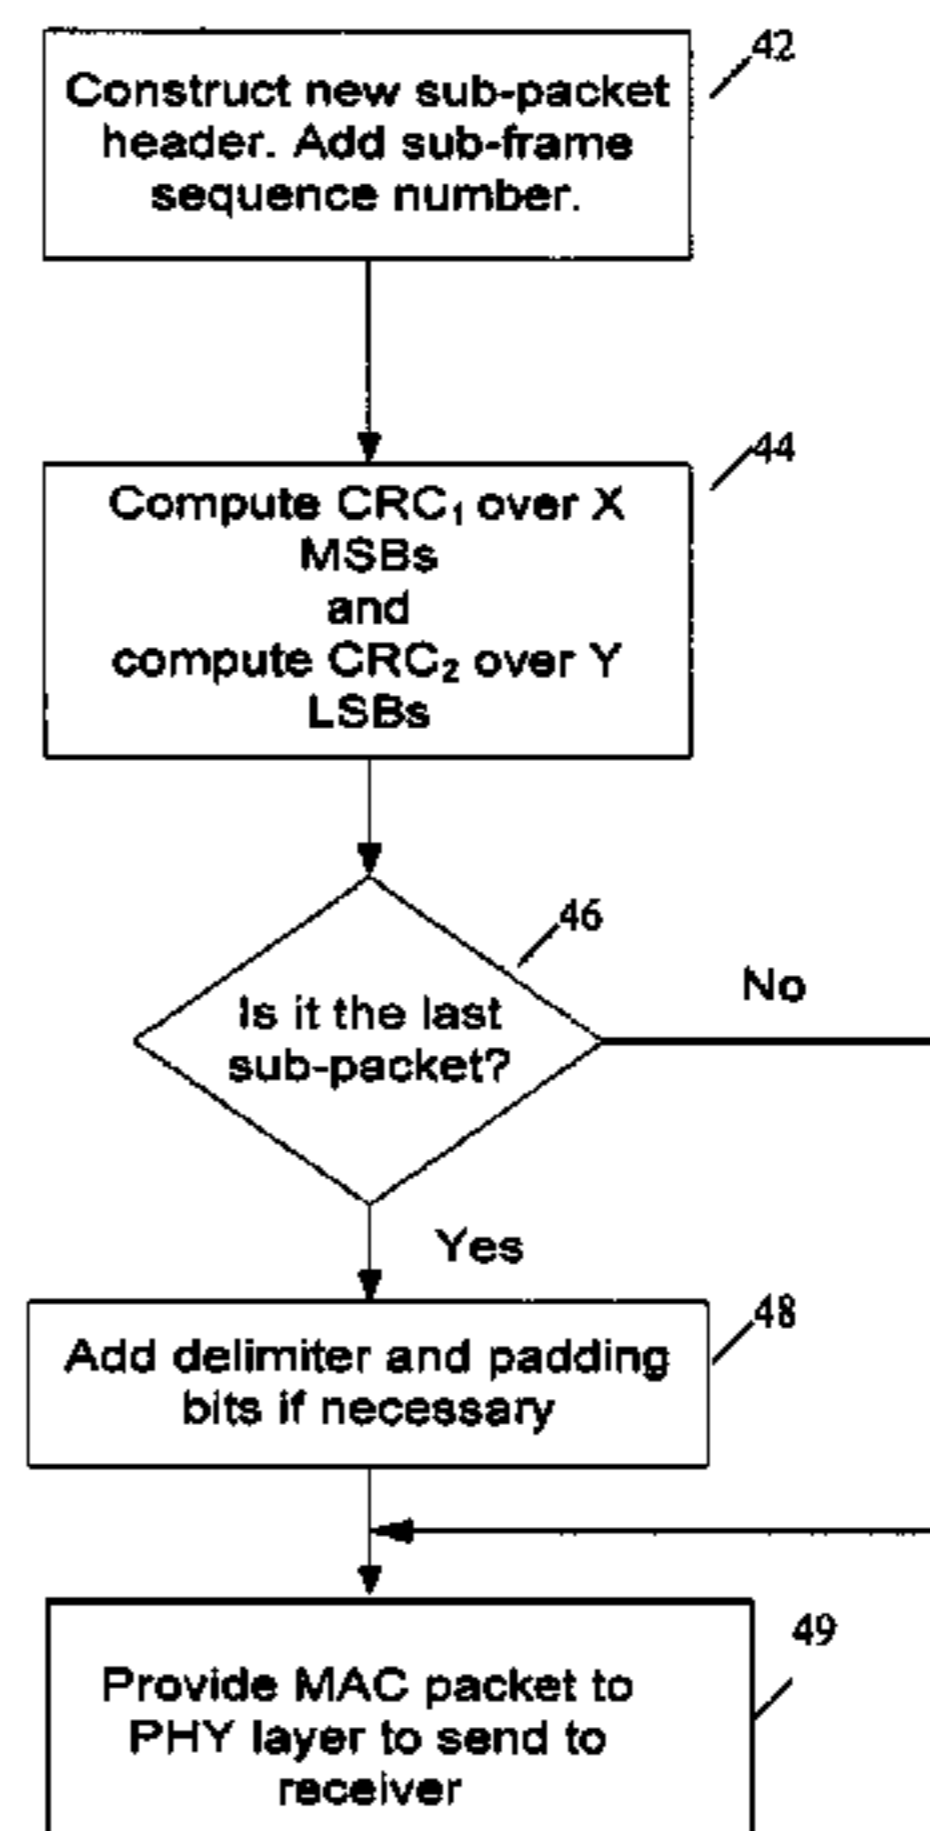 42
Construct new sub-packet
header. Add sub-frame
sequence number.
44
Compute CRC₁ over X
MSBs
and
compute CRC₂ over Y
LSBs
46
Is it the last
sub-packet?
No
Yes
48
Add delimiter and padding
bits if necessary
49
Provide MAC packet to
PHY layer to send to
receiver